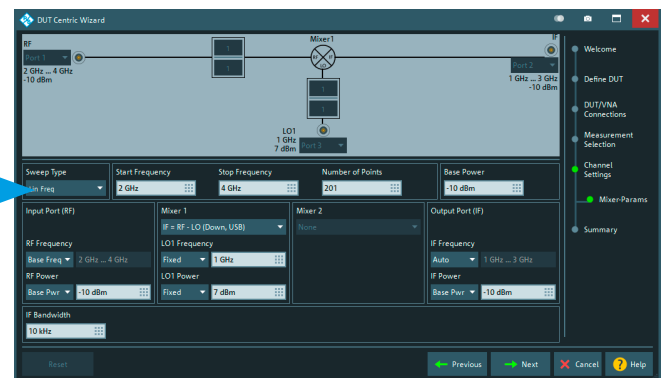 DUT Centric Wizard
RF
Port 1
2 GHz ... 4 GHz
-10 dBm
1
1
Mixer1
RF IF
LO
1
1
LO1
1 GHz
7 dBm
Port 3
IF
Port 2
1 GHz ... 3 GHz
-10 dBm
Welcome
Define DUT
DUT/VNA
Connections
Measurement
Selection
Channel
Settings
Mixer-Params
Summary
Sweep Type
Lin Freq
Start Frequency
2 GHz
Stop Frequency
4 GHz
Number of Points
201
Base Power
-10 dBm
Input Port (RF)
RF Frequency
Base Freq 2 GHz ... 4 GHz
RF Power
Base Pwr -10 dBm
Mixer 1
IF = RF - LO (Down, USB)
LO1 Frequency
Fixed 1 GHz
LO1 Power
Fixed 7 dBm
Mixer 2
None
Output Port (IF)
IF Frequency
Auto 1 GHz ... 3 GHz
IF Power
Base Pwr -10 dBm
IF Bandwidth
10 kHz
Reset
Previous
Next
Cancel
? Help